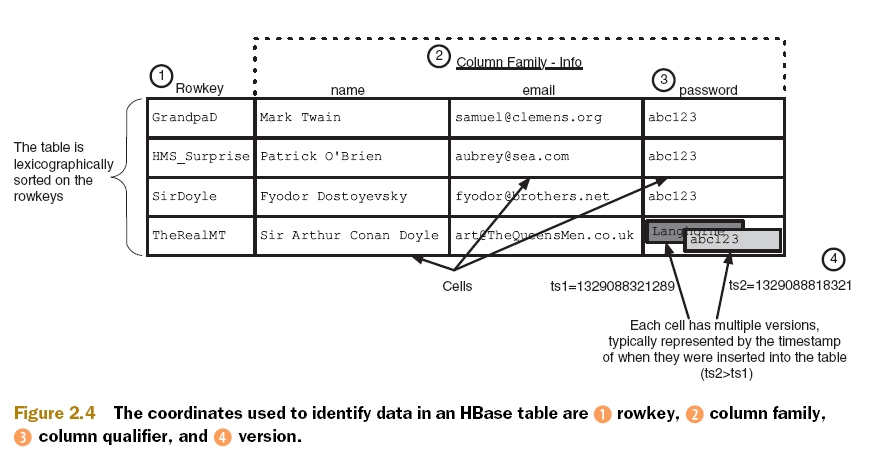 2 Column Family - Info
1 Rowkey name email 3 password
GrandpaD Mark Twain samuel@clemens.org abc123
HMS_Surprise Patrick O'Brien aubrey@sea.com abc123
SirDoyle Fyodor Dostoyevsky fyodor@brothers.net abc123
TheRealMT Sir Arthur Conan Doyle art@TheQueensMen.co.uk Langhorne abc123
The table is
lexicographically
sorted on the
rowkeys
Cells
4
ts1=1329088321289 ts2=1329088818321
Each cell has multiple versions,
typically represented by the timestamp
of when they were inserted into the table
(ts2>ts1)
Figure 2.4 The coordinates used to identify data in an HBase table are 1 rowkey, 2 column family,
3 column qualifier, and 4 version.